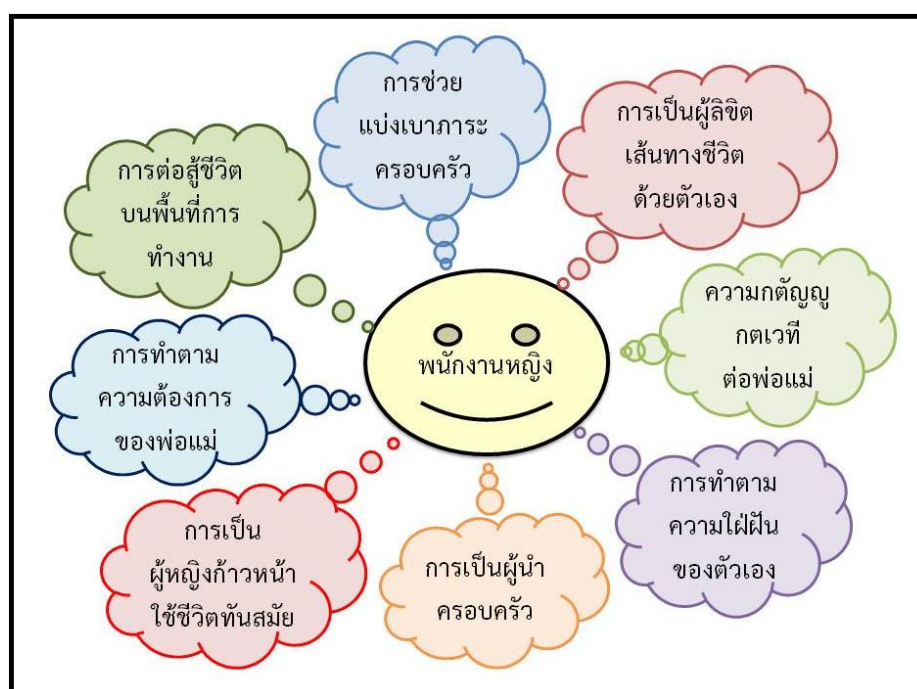 การช่วย
แบ่งเบาภาระ
ครอบครัว
การเป็นผู้ลิขิต
เส้นทางชีวิต
ด้วยตัวเอง
การต่อสู้ชีวิต
บนพื้นที่การ
ทำงาน
ความกตัญญู
กตเวที
ต่อพ่อแม่
พนักงานหญิง
การทำตาม
ความต้องการ
ของพ่อแม่
การทำตาม
ความใฝ่ฝัน
ของตัวเอง
การเป็น
ผู้หญิงก้าวหน้า
ใช้ชีวิตทันสมัย
การเป็นผู้นำ
ครอบครัว